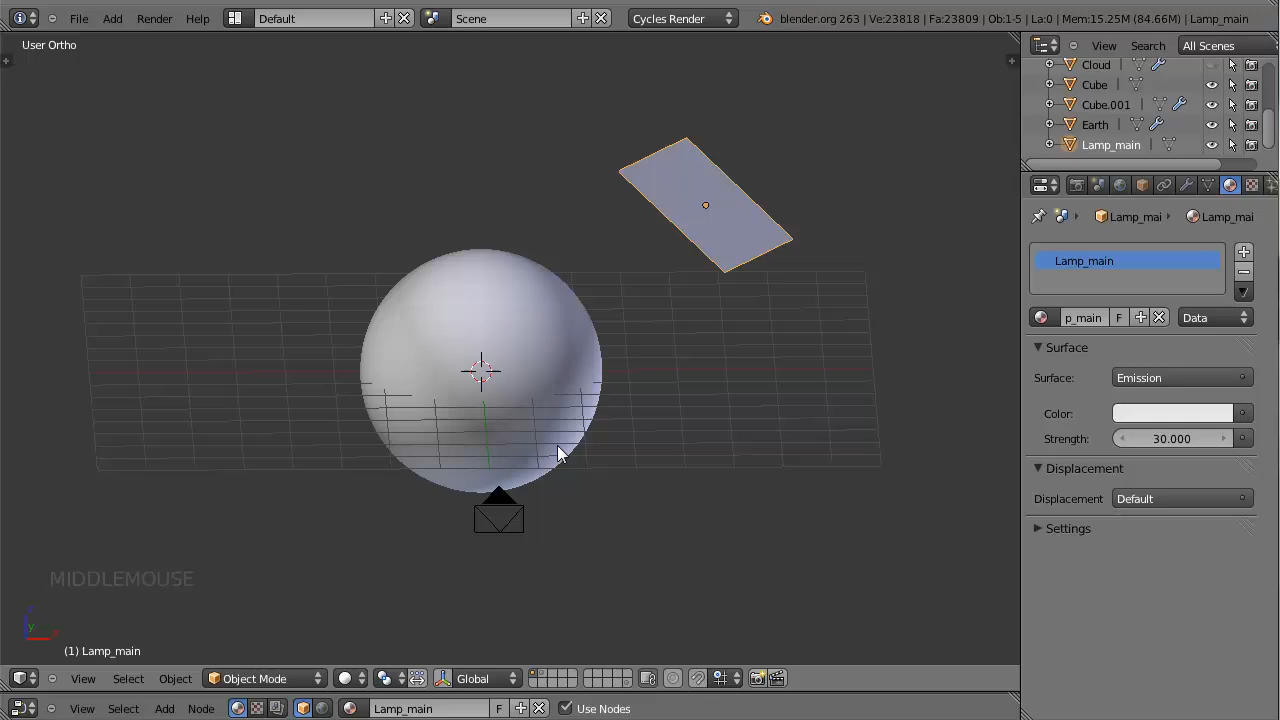 File Add Render Help Default Scene Cycles Render blender.org 263 | Ve:23818 | Fa:23809 | Ob:1-5 | La:0 | Mem:15.25M (84.66M) | Lamp_main
User Ortho
View Search All Scenes
Cloud
Cube
Cube.001
Earth
Lamp_main
Lamp_mai Lamp_mai
Lamp_main
p_main F Data
Surface
Surface: Emission
Color:
Strength: 30.000
Displacement
Displacement Default
Settings
MIDDLEMOUSE
(1) Lamp_main
View Select Object Object Mode Global
View Select Add Node Lamp_main F Use Nodes